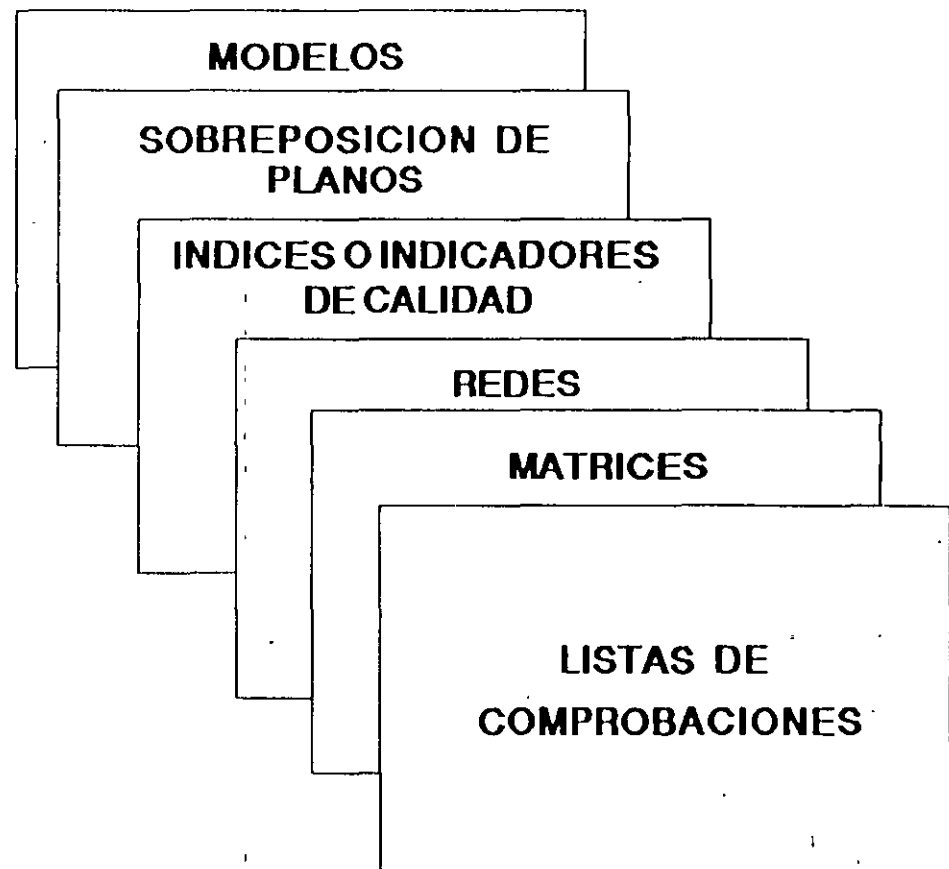 MODELOS
SOBREPOSICION DE
PLANOS
INDICES O INDICADORES
DE CALIDAD
REDES
MATRICES
LISTAS DE
COMPROBACIONES